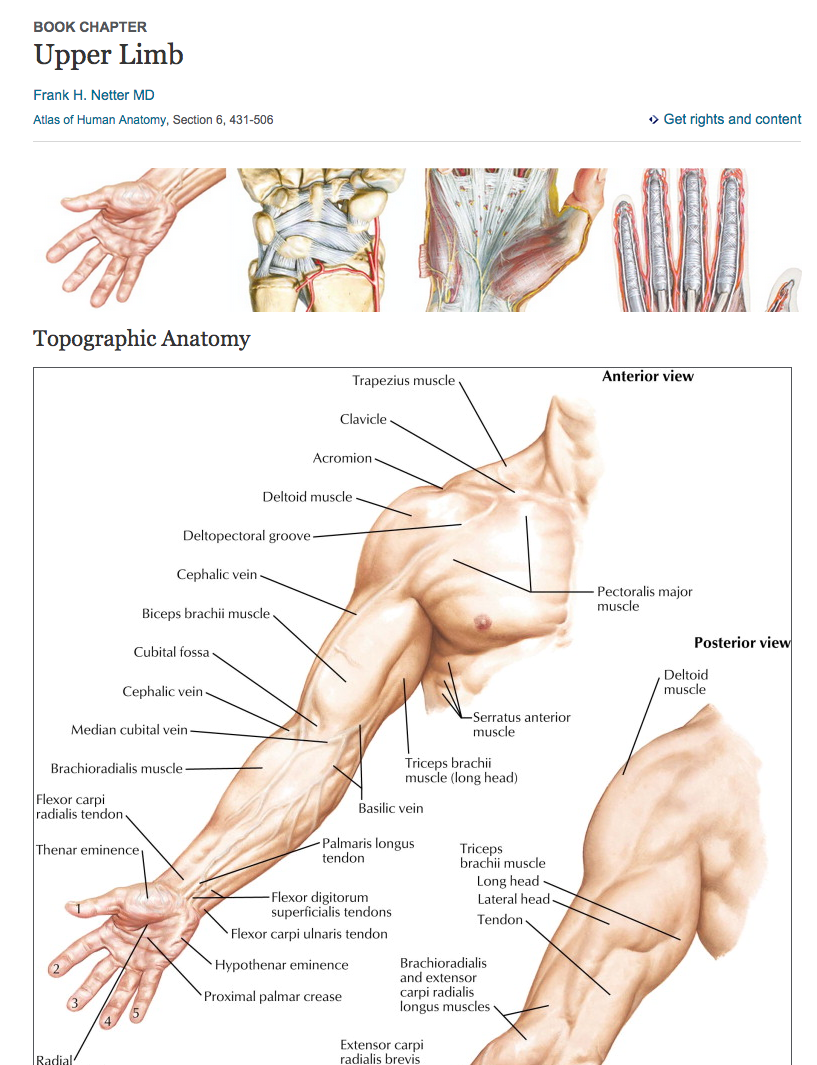 BOOK CHAPTER
Upper Limb
Frank H. Netter MD
Atlas of Human Anatomy, Section 6, 431-506
Get rights and content
Topographic Anatomy
Anterior view
Trapezius muscle
Clavicle
Acromion
Deltoid muscle
Deltopectoral groove
Cephalic vein
Biceps brachii muscle
Cubital fossa
Cephalic vein
Median cubital vein
Brachioradialis muscle
Flexor carpi
radialis tendon
Thenar eminence
Pectoralis major
muscle
Serratus anterior
muscle
Triceps brachii
muscle (long head)
Basilic vein
Palmaris longus
tendon
Flexor digitorum
superficialis tendons
Flexor carpi ulnaris tendon
Hypothenar eminence
Proximal palmar crease
1
2
3
4
5
Radial
Posterior view
Deltoid
muscle
Triceps
brachii muscle
Long head
Lateral head
Tendon
Brachioradialis
and extensor
carpi radialis
longus muscles
Extensor carpi
radialis brevis